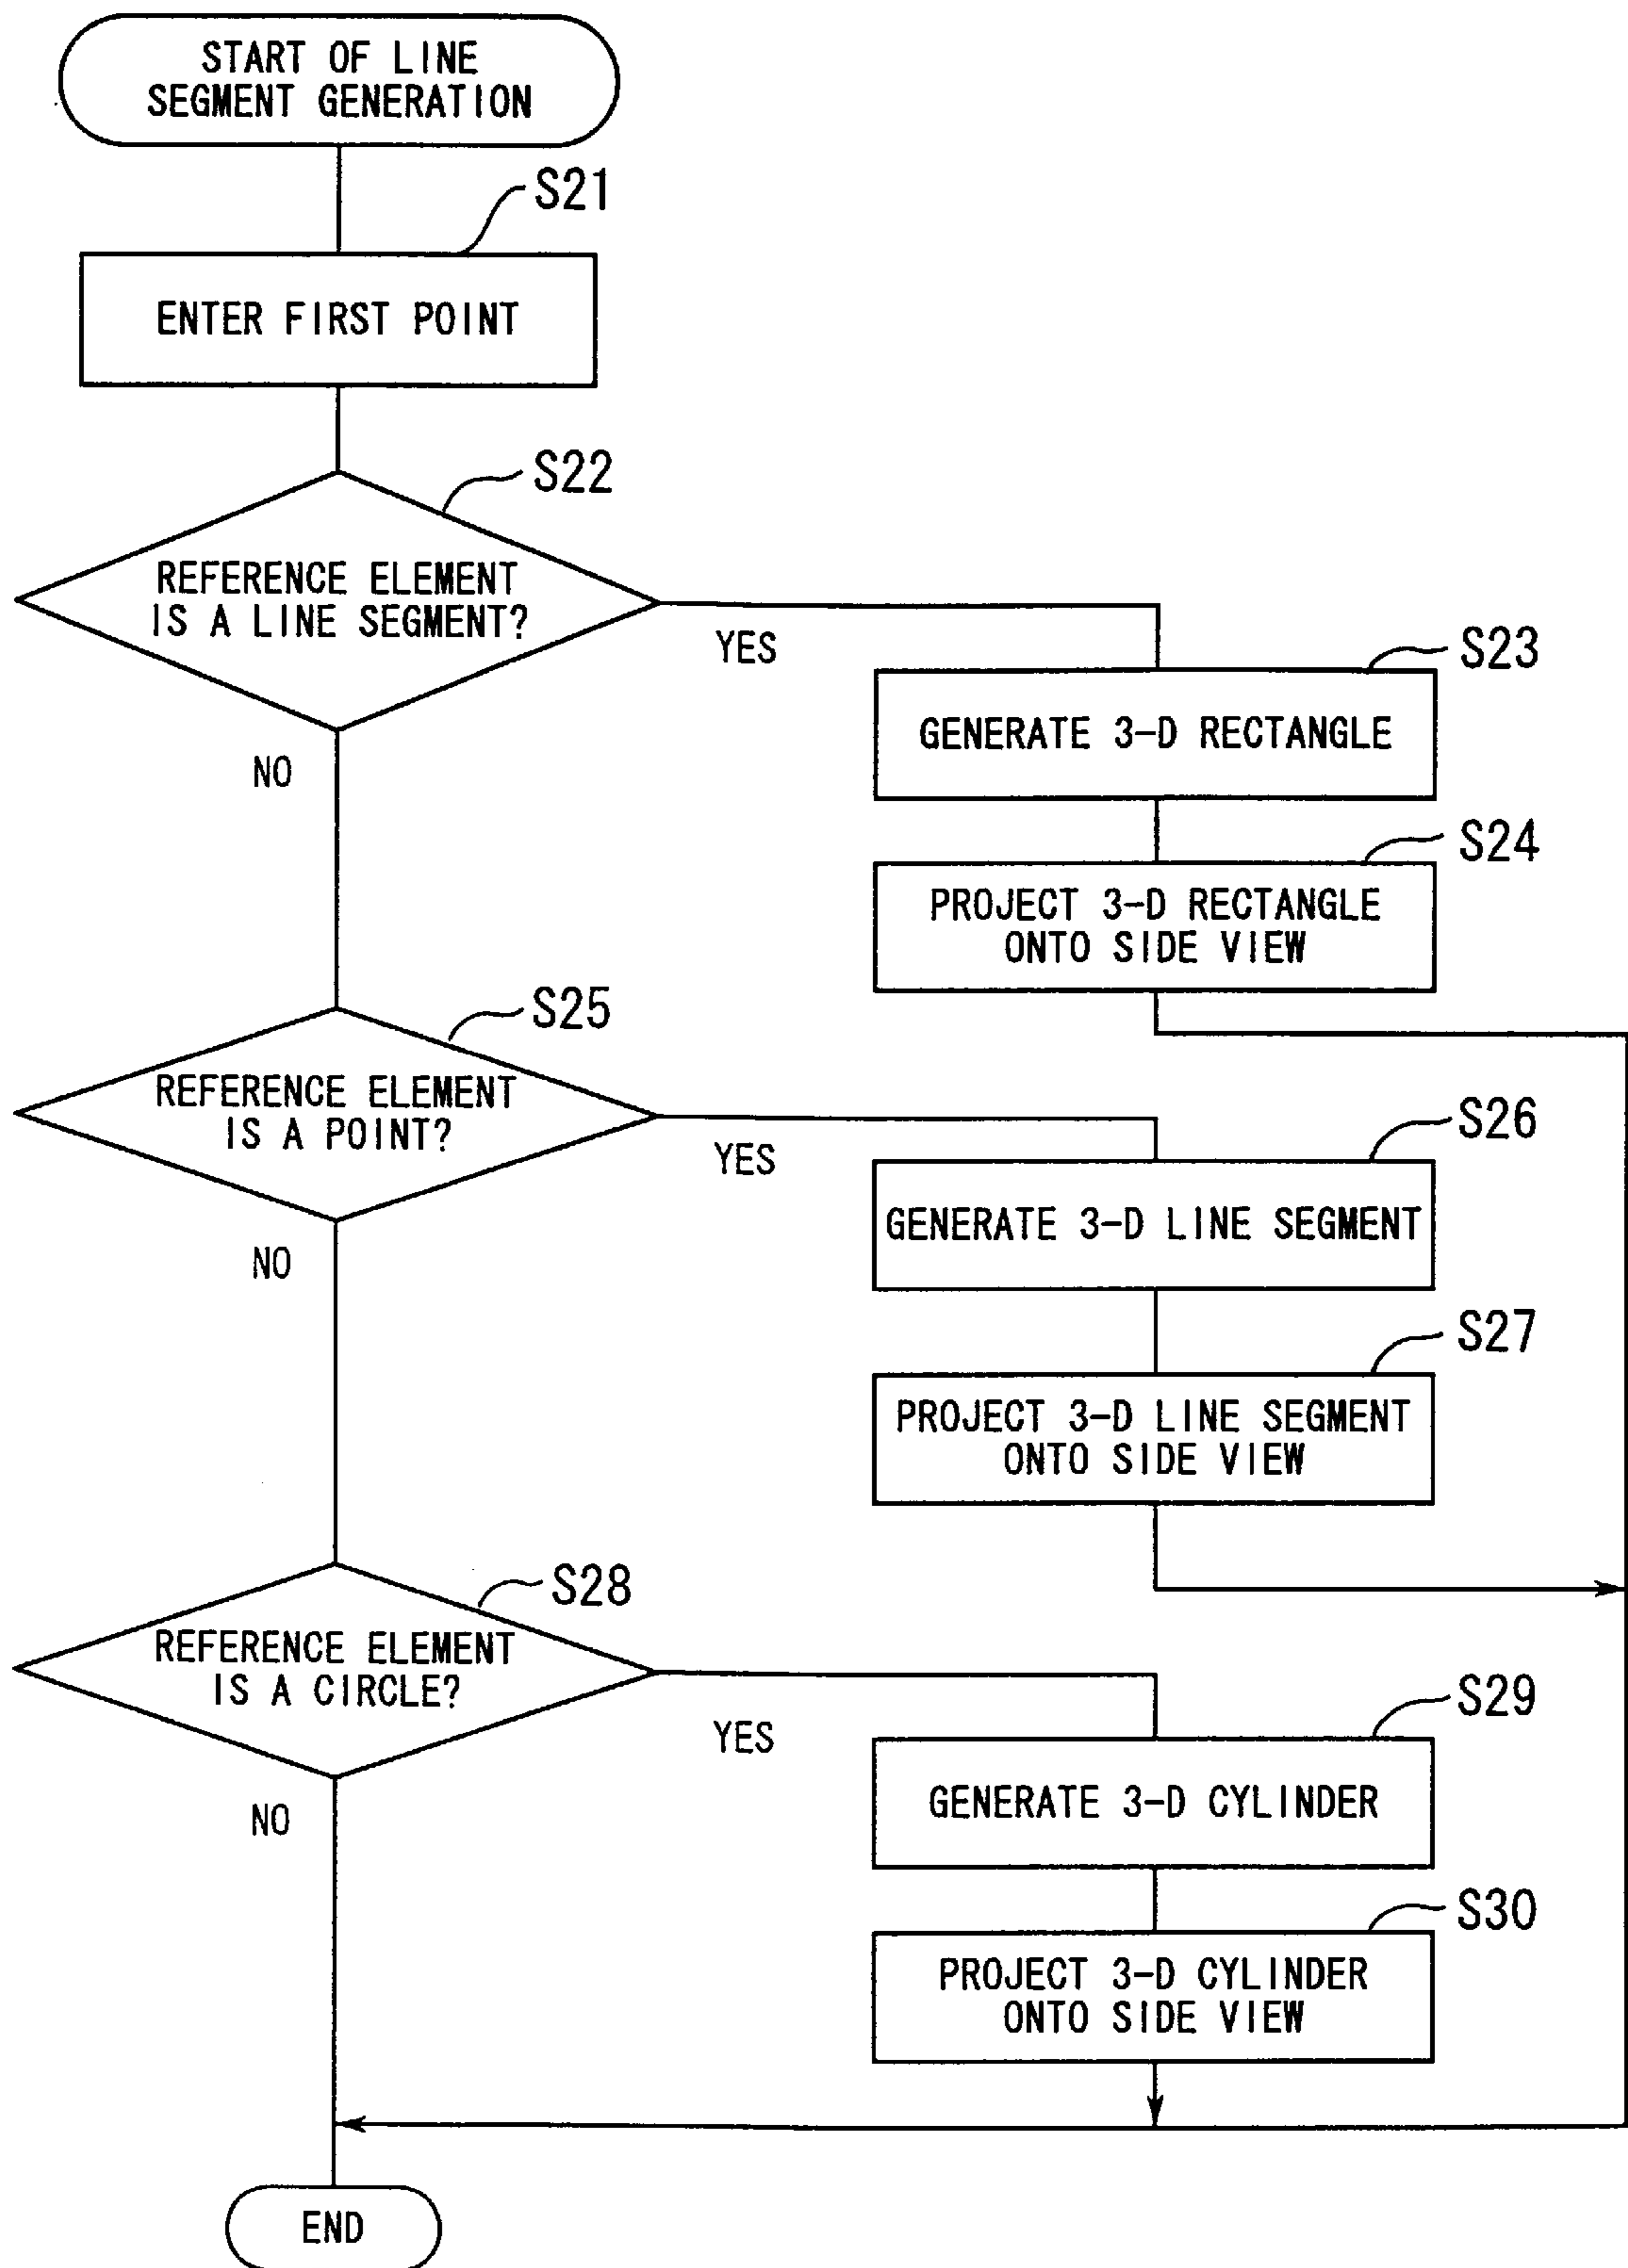 START OF LINE
SEGMENT GENERATION
S21
ENTER FIRST POINT
S22
REFERENCE ELEMENT
IS A LINE SEGMENT?
YES
NO
S23
GENERATE 3-D RECTANGLE
S24
PROJECT 3-D RECTANGLE
ONTO SIDE VIEW
S25
REFERENCE ELEMENT
IS A POINT?
YES
NO
S26
GENERATE 3-D LINE SEGMENT
S27
PROJECT 3-D LINE SEGMENT
ONTO SIDE VIEW
S28
REFERENCE ELEMENT
IS A CIRCLE?
YES
NO
S29
GENERATE 3-D CYLINDER
S30
PROJECT 3-D CYLINDER
ONTO SIDE VIEW
END